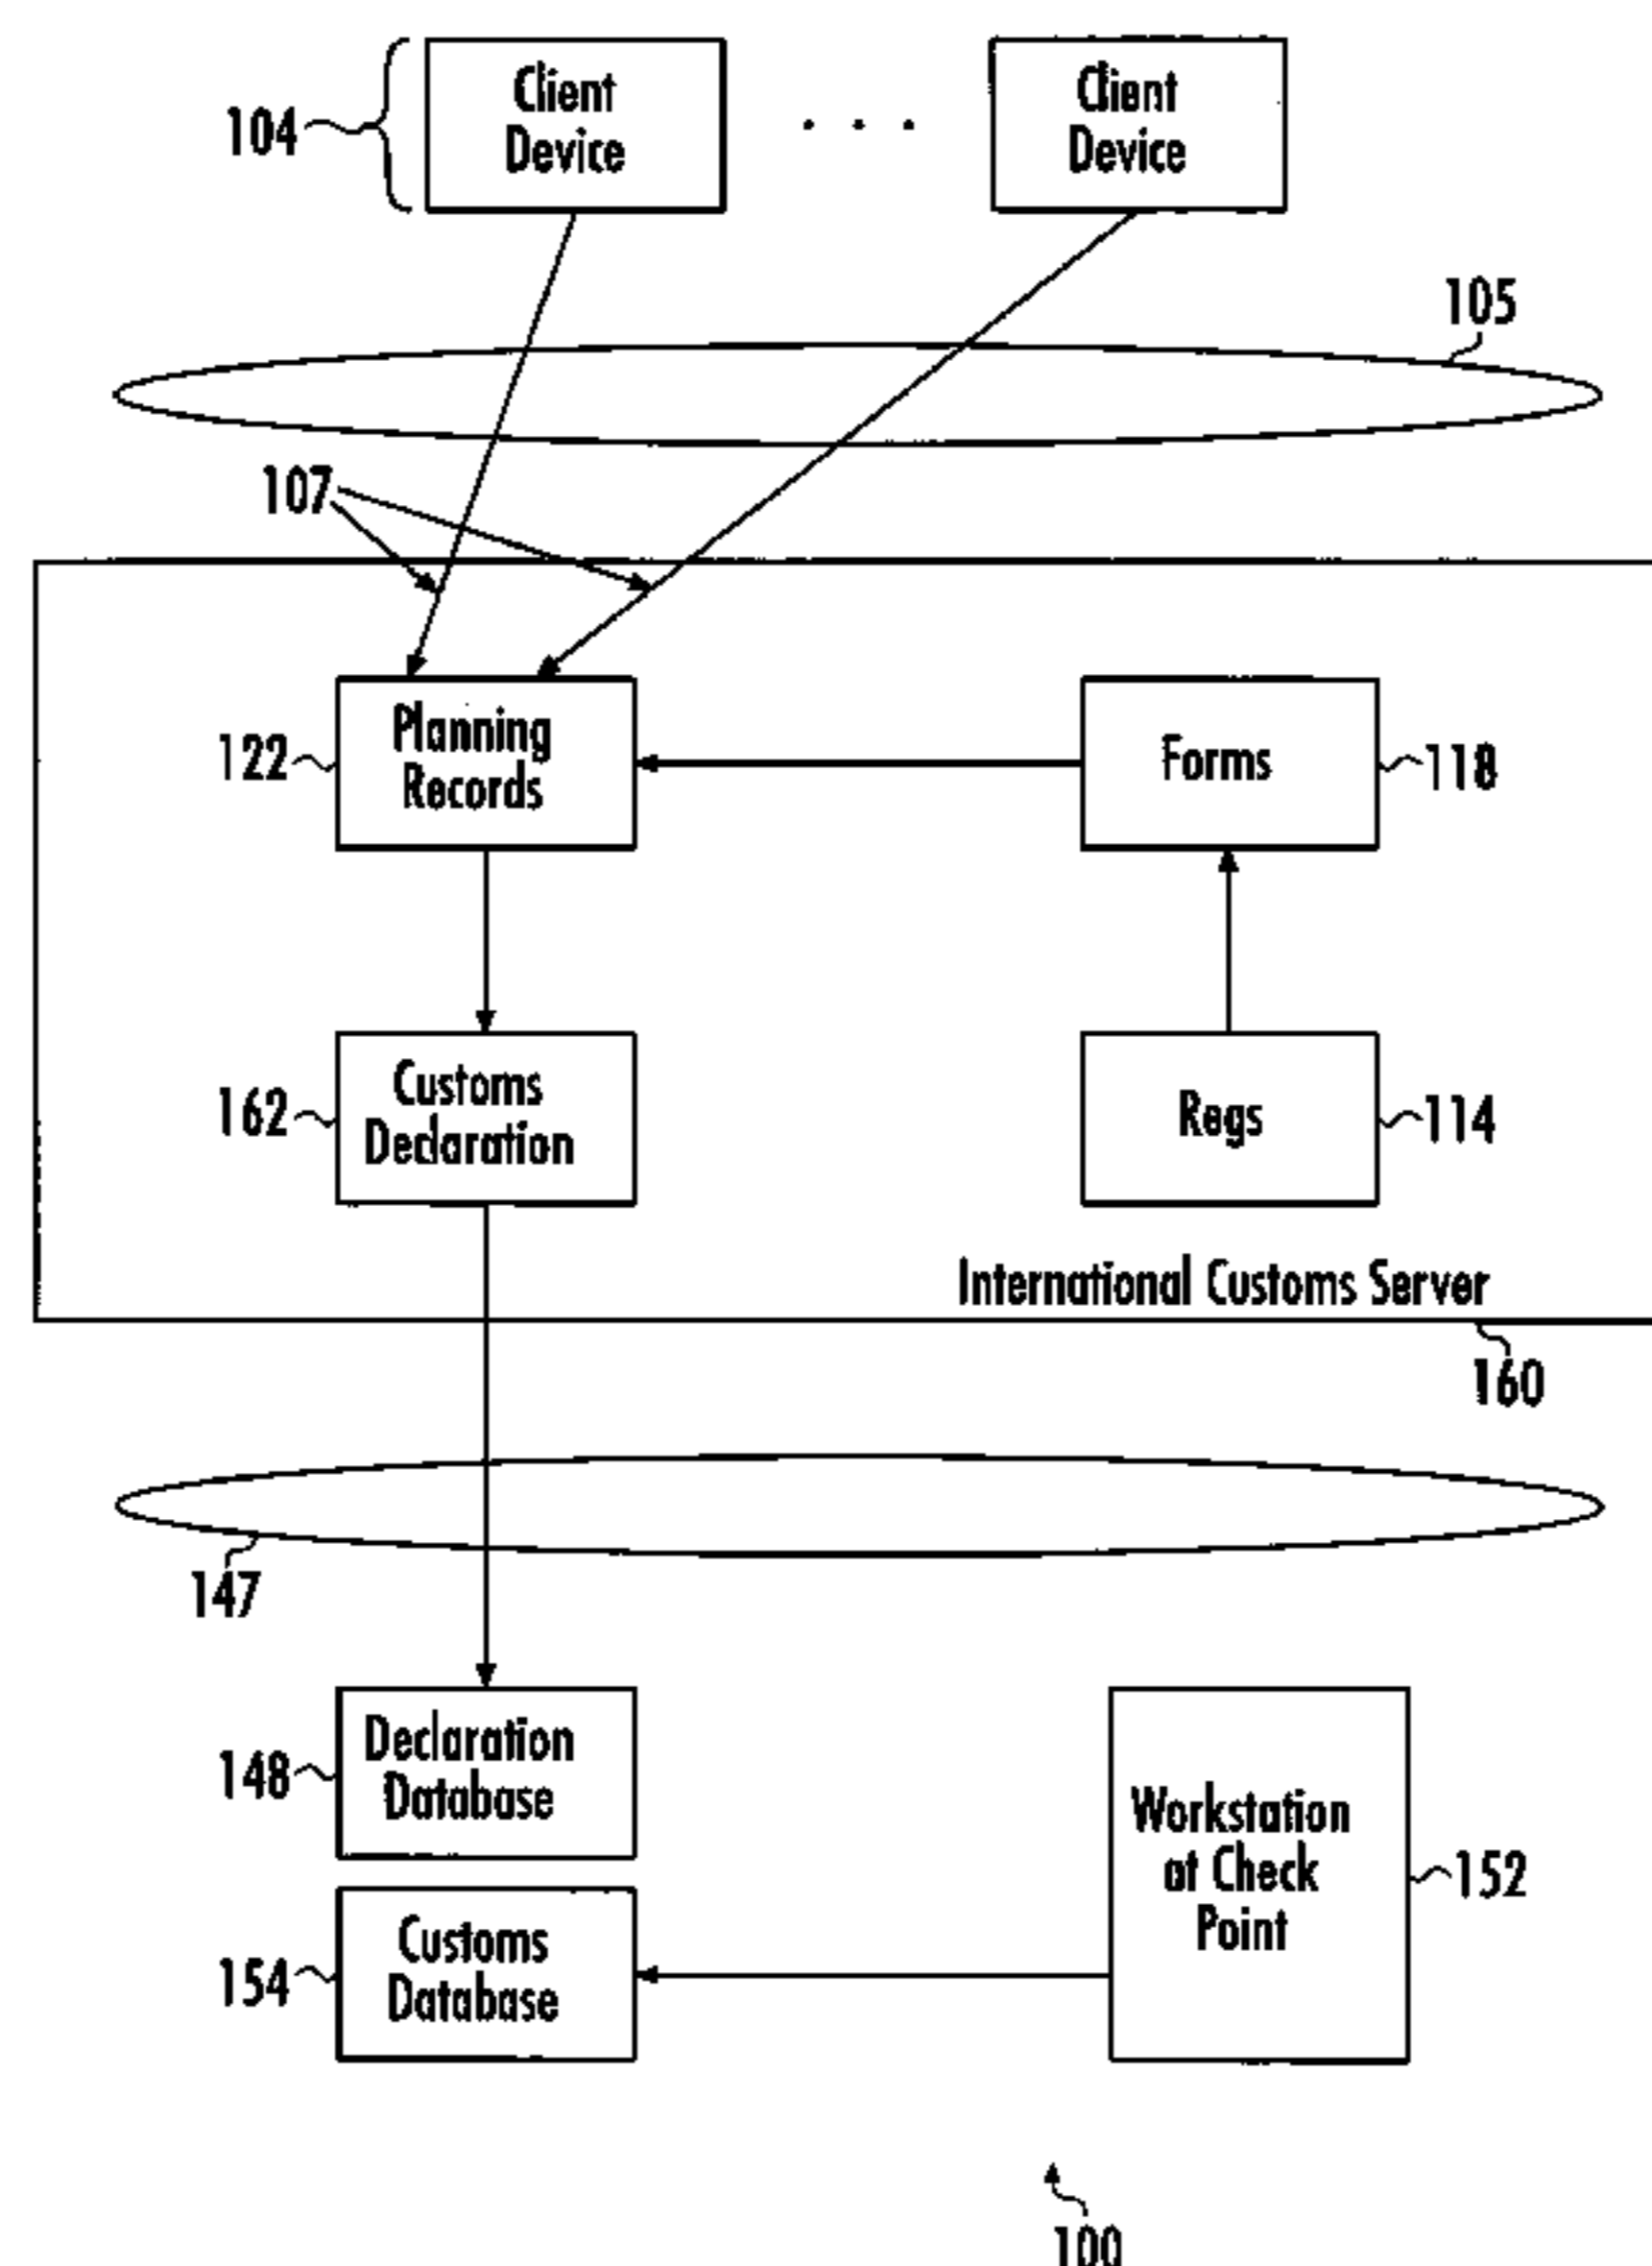 104
Client
Device
. . .
Client
Device
105
107
122
Planning
Records
Forms
118
162
Customs
Declaration
Regs
114
International Customs Server
160
147
148
Declaration
Database
Workstation
at Check
Point
152
154
Customs
Database
100